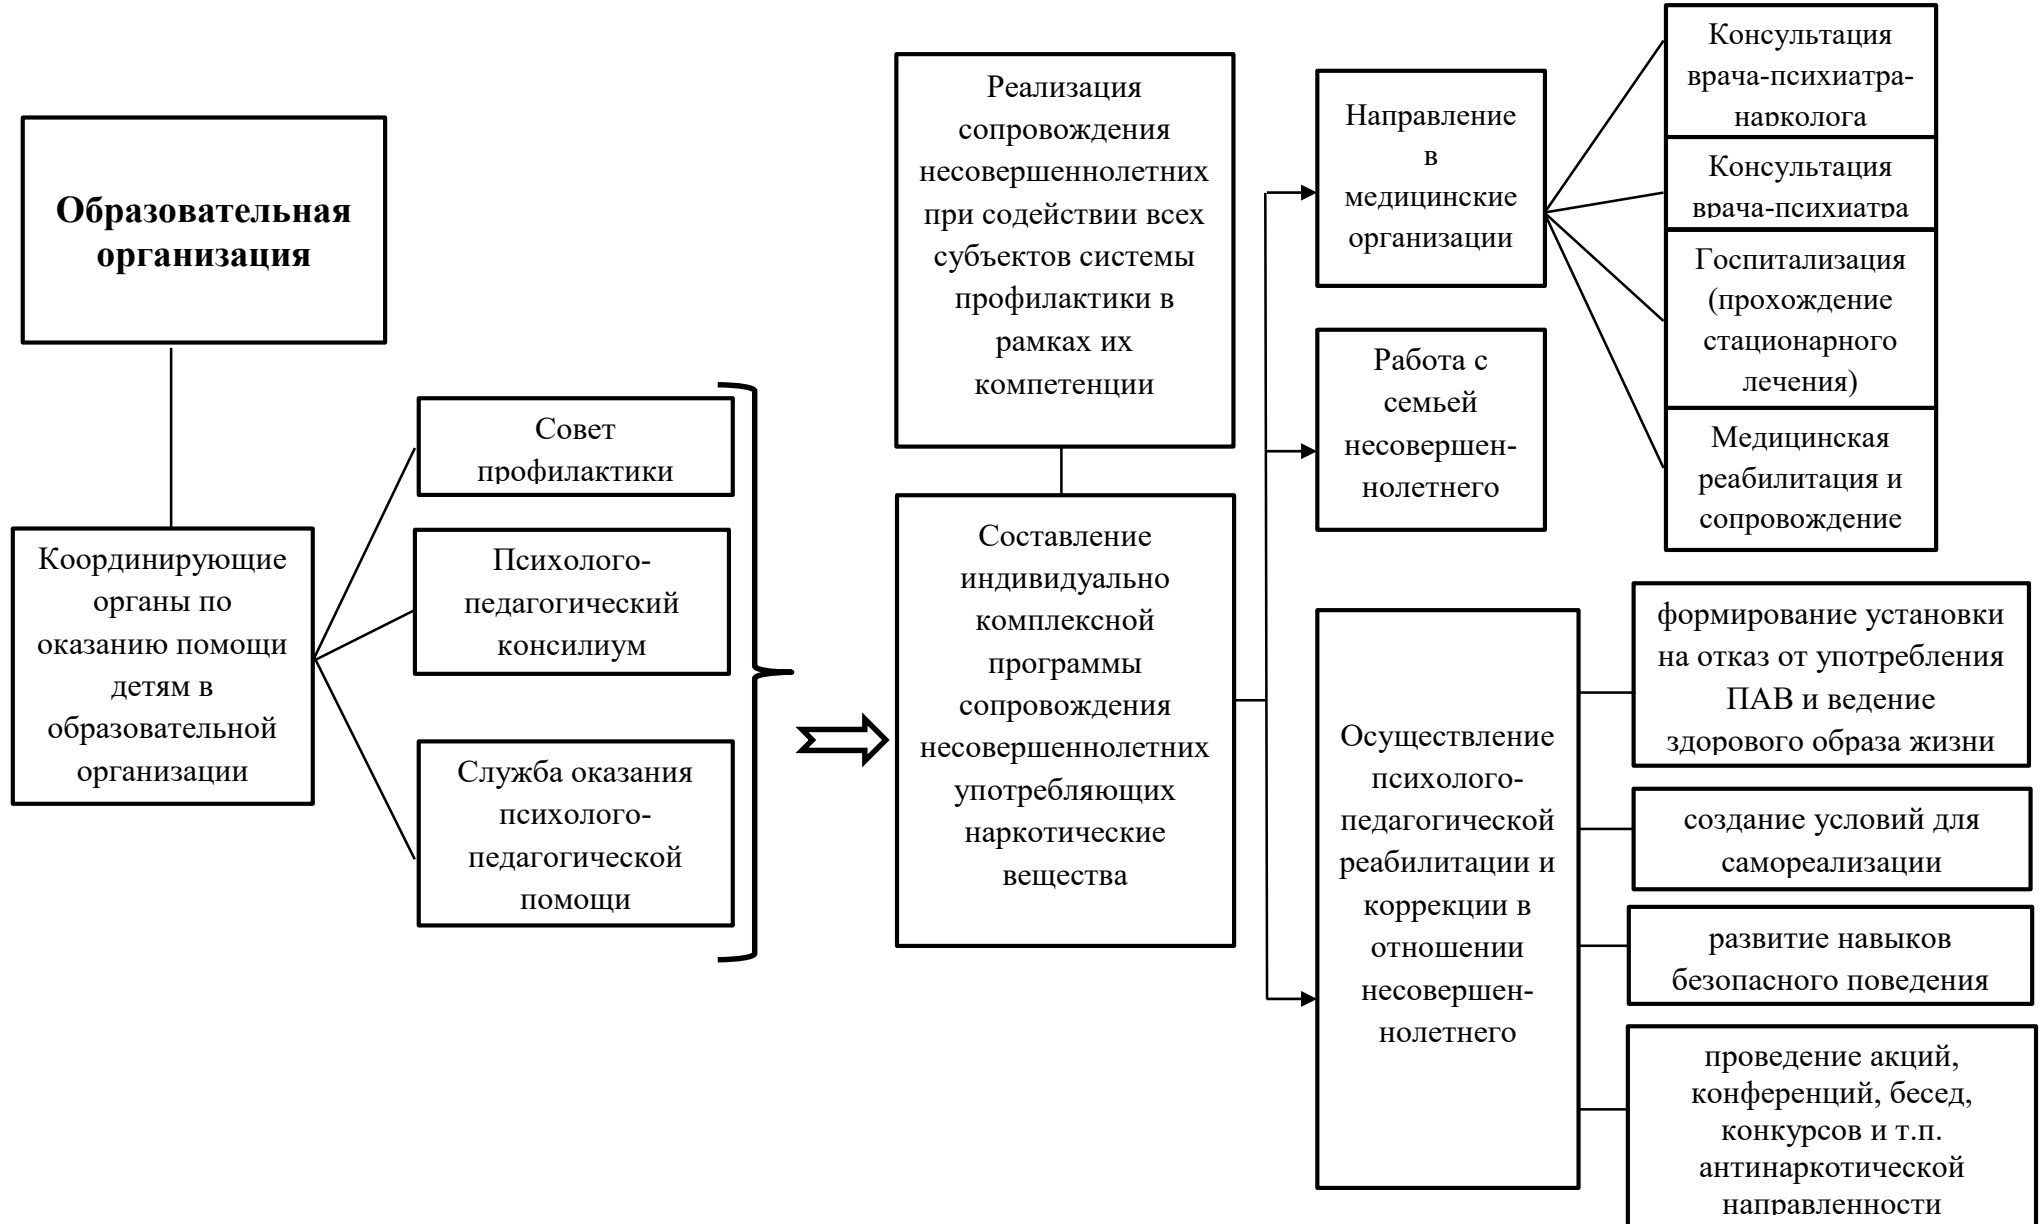 Образовательная
организация
Координирующие
органы по
оказанию помощи
детям в
образовательной
организации
Совет
профилактики
Психолого-
педагогический
консилиум
Служба оказания
психолого-
педагогической
помощи
Реализация
сопровождения
несовершеннолетних
при содействии всех
субъектов системы
профилактики в
рамках их
компетенции
Составление
индивидуально
комплексной
программы
сопровождения
несовершеннолетних
употребляющих
наркотические
вещества
Направление
в
медицинские
организации
Работа с
семьей
несовершен-
нолетнего
Осуществление
психолого-
педагогической
реабилитации и
коррекции в
отношении
несовершен-
нолетнего
Консультация
врача-психиатра-
нарколога
Консультация
врача-психиатра
Госпитализация
(прохождение
стационарного
лечения)
Медицинская
реабилитация и
сопровождение
формирование установки
на отказ от употребления
ПАВ и ведение
здорового образа жизни
создание условий для
самореализации
развитие навыков
безопасного поведения
проведение акций,
конференций, бесед,
конкурсов и т.п.
антинаркотической
направленности